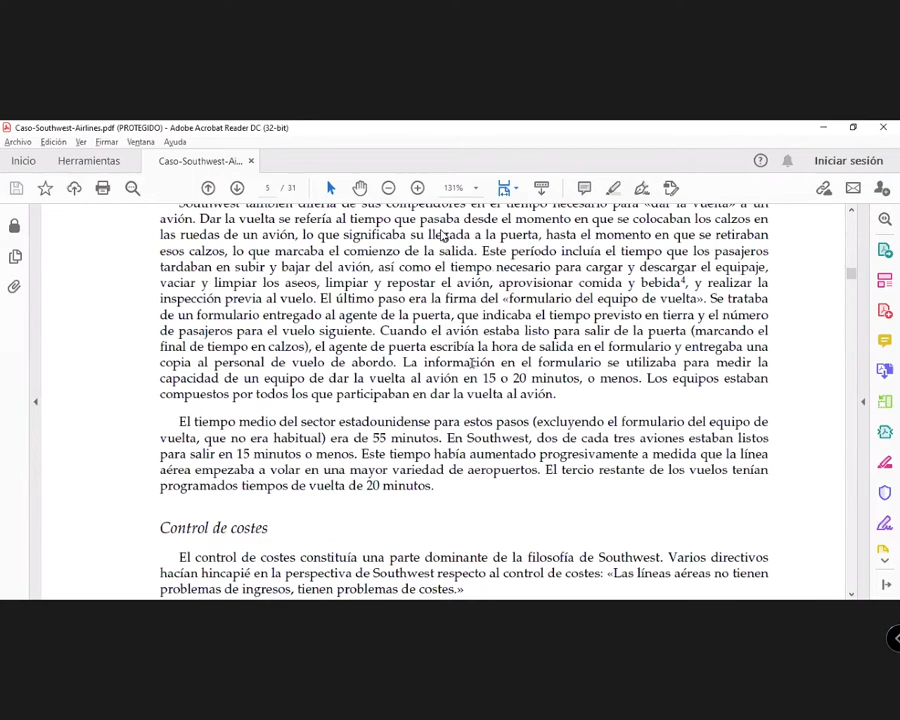 Caso-Southwest-Airlines.pdf (PROTEGIDO) - Adobe Acrobat Reader DC (32-bit)
Archivo Edición Ver Firmar Ventana Ayuda
Inicio Herramientas Caso-Southwest-Ai... × Iniciar sesión
5 / 31 131%
Southwest también difería de sus competidores en el tiempo necesario para «dar la vuelta» a un
avión. Dar la vuelta se refería al tiempo que pasaba desde el momento en que se colocaban los calzos en
las ruedas de un avión, lo que significaba su llegada a la puerta, hasta el momento en que se retiraban
esos calzos, lo que marcaba el comienzo de la salida. Este período incluía el tiempo que los pasajeros
tardaban en subir y bajar del avión, así como el tiempo necesario para cargar y descargar el equipaje,
vaciar y limpiar los aseos, limpiar y repostar el avión, aprovisionar comida y bebida⁴, y realizar la
inspección previa al vuelo. El último paso era la firma del «formulario del equipo de vuelta». Se trataba
de un formulario entregado al agente de la puerta, que indicaba el tiempo previsto en tierra y el número
de pasajeros para el vuelo siguiente. Cuando el avión estaba listo para salir de la puerta (marcando el
final de tiempo en calzos), el agente de puerta escribía la hora de salida en el formulario y entregaba una
copia al personal de vuelo de abordo. La información en el formulario se utilizaba para medir la
capacidad de un equipo de dar la vuelta al avión en 15 o 20 minutos, o menos. Los equipos estaban
compuestos por todos los que participaban en dar la vuelta al avión.
El tiempo medio del sector estadounidense para estos pasos (excluyendo el formulario del equipo de
vuelta, que no era habitual) era de 55 minutos. En Southwest, dos de cada tres aviones estaban listos
para salir en 15 minutos o menos. Este tiempo había aumentado progresivamente a medida que la línea
aérea empezaba a volar en una mayor variedad de aeropuertos. El tercio restante de los vuelos tenían
programados tiempos de vuelta de 20 minutos.
Control de costes
El control de costes constituía una parte dominante de la filosofía de Southwest. Varios directivos
hacían hincapié en la perspectiva de Southwest respecto al control de costes: «Las líneas aéreas no tienen
problemas de ingresos, tienen problemas de costes.»